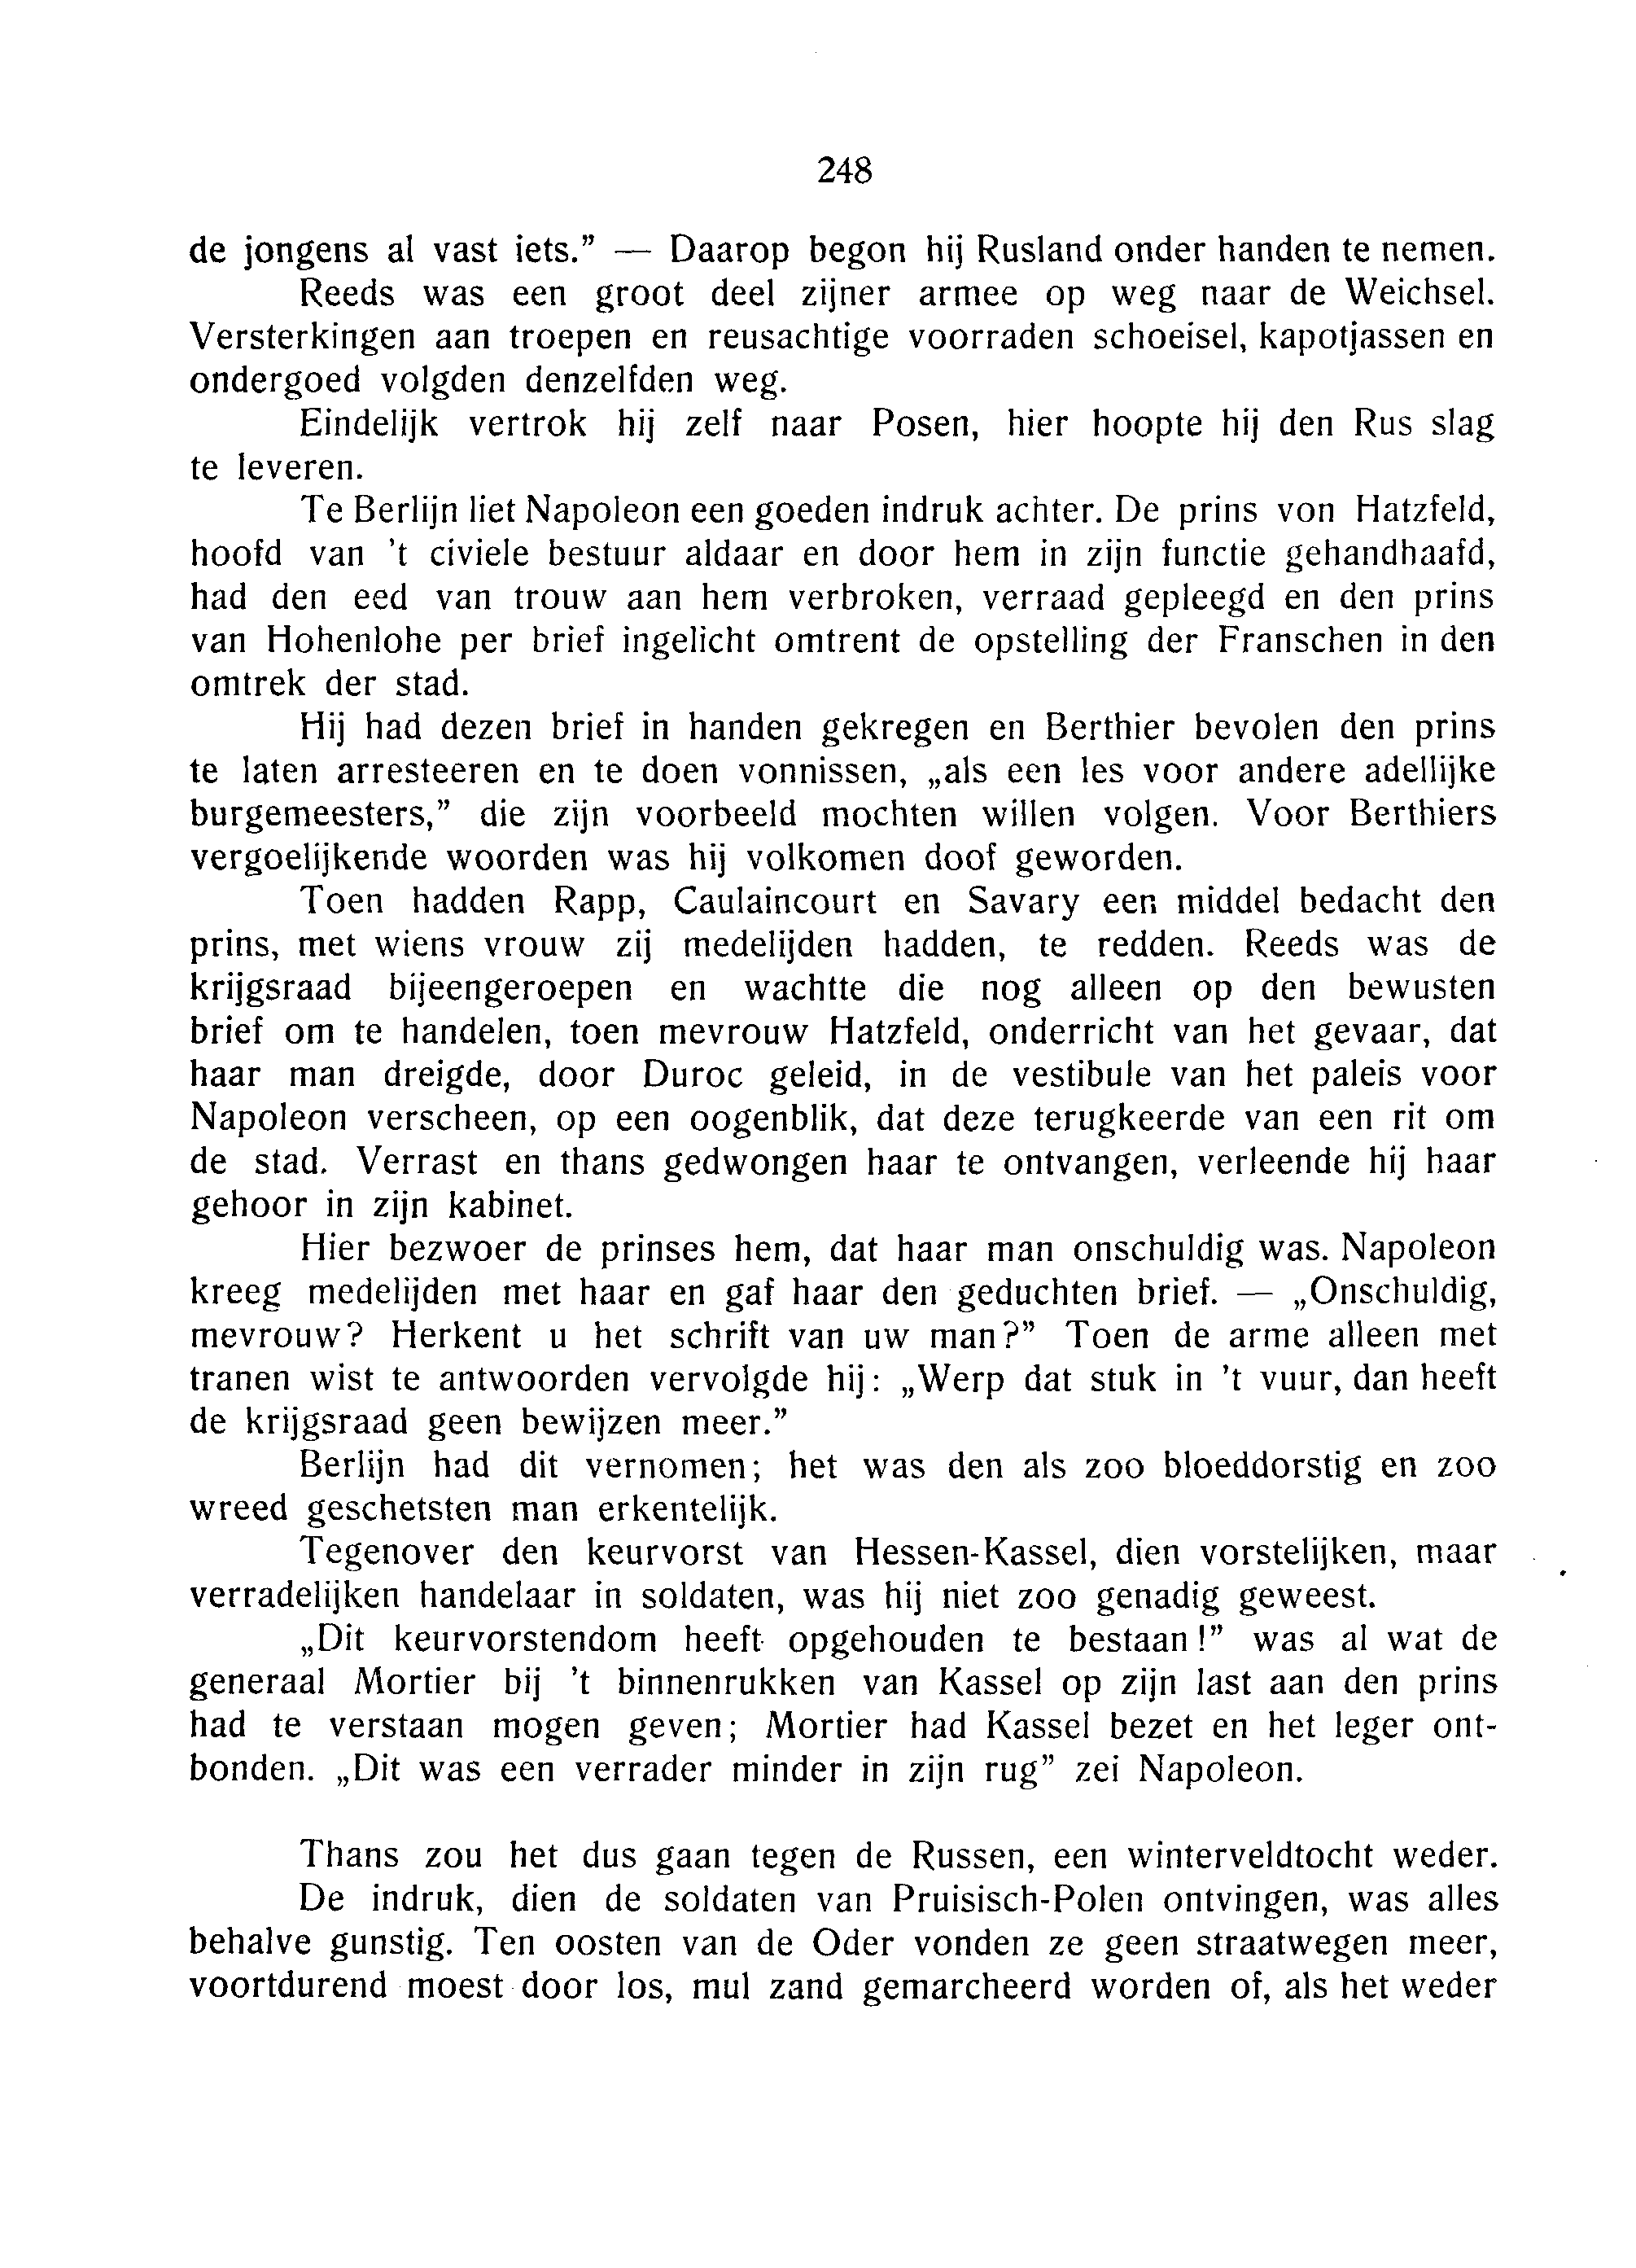 248
de jongens al vast iets.” — Daarop begon hij Rusland onder handen te nemen.
Reeds was een groot deel zijner armee op weg naar de Weichsel.
Versterkingen aan troepen en reusachtige voorraden schoeisel, kapotjassen en
ondergoed volgden denzelfden weg.
Eindelijk vertrok hij zelf naar Posen, hier hoopte hij den Rus slag
te leveren.
Te Berlijn liet Napoleon een goeden indruk achter. De prins von Hatzfeld,
hoofd van 't civiele bestuur aldaar en door hem in zijn functie gehandhaafd,
had den eed van trouw aan hem verbroken, verraad gepleegd en den prins
van Hohenlohe per brief ingelicht omtrent de opstelling der Franschen in den
omtrek der stad.
Hij had dezen brief in handen gekregen en Berthier bevolen den prins
te laten arresteeren en te doen vonnissen, „als een les voor andere adellijke
burgemeesters,” die zijn voorbeeld mochten willen volgen. Voor Berthiers
vergoelijkende woorden was hij volkomen doof geworden.
Toen hadden Rapp, Caulaincourt en Savary een middel bedacht den
prins, met wiens vrouw zij medelijden hadden, te redden. Reeds was de
krijgsraad bijeengeroepen en wachtte die nog alleen op den bewusten
brief om te handelen, toen mevrouw Hatzfeld, onderricht van het gevaar, dat
haar man dreigde, door Duroc geleid, in de vestibule van het paleis voor
Napoleon verscheen, op een oogenblik, dat deze terugkeerde van een rit om
de stad. Verrast en thans gedwongen haar te ontvangen, verleende hij haar
gehoor in zijn kabinet.
Hier bezwoer de prinses hem, dat haar man onschuldig was. Napoleon
kreeg medelijden met haar en gaf haar den geduchten brief. — „Onschuldig,
mevrouw? Herkent u het schrift van uw man?” Toen de arme alleen met
tranen wist te antwoorden vervolgde hij: „Werp dat stuk in 't vuur, dan heeft
de krijgsraad geen bewijzen meer.”
Berlijn had dit vernomen; het was den als zoo bloeddorstig en zoo
wreed geschetsten man erkentelijk.
Tegenover den keurvorst van Hessen-Kassel, dien vorstelijken, maar
verradelijken handelaar in soldaten, was hij niet zoo genadig geweest.
„Dit keurvorstendom heeft opgehouden te bestaan!” was al wat de
generaal Mortier bij 't binnenrukken van Kassel op zijn last aan den prins
had te verstaan mogen geven; Mortier had Kassel bezet en het leger ont-
bonden. „Dit was een verrader minder in zijn rug” zei Napoleon.
Thans zou het dus gaan tegen de Russen, een winterveldtocht weder.
De indruk, dien de soldaten van Pruisisch-Polen ontvingen, was alles
behalve gunstig. Ten oosten van de Oder vonden ze geen straatwegen meer,
voortdurend moest door los, mul zand gemarcheerd worden of, als het weder